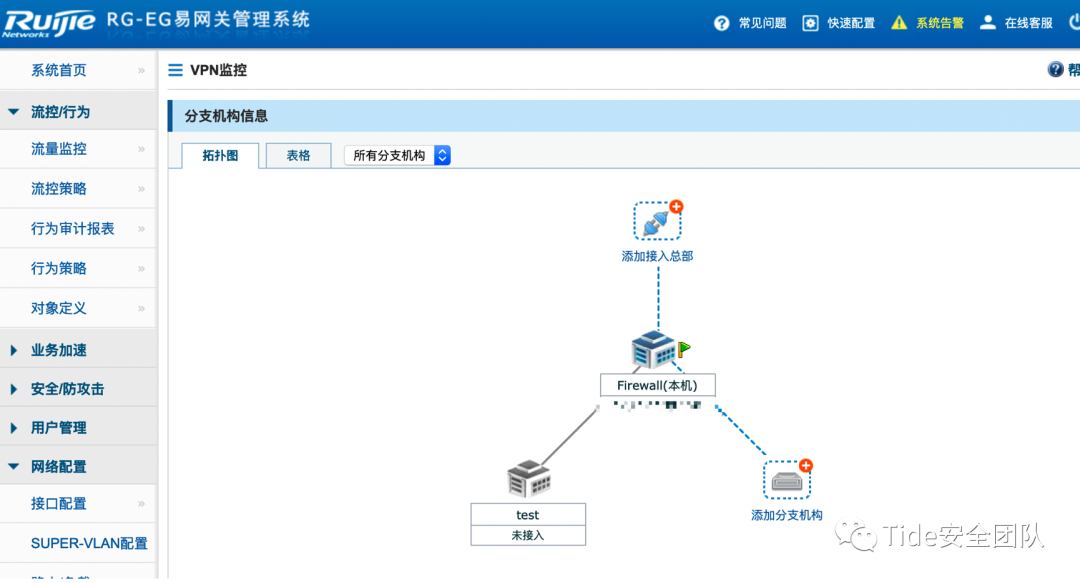 Ruijie Networks RG-EG易网关管理系统
常见问题 快速配置 系统告警 在线客服
系统首页
VPN监控
帮
流控/行为
分支机构信息
流量监控
拓扑图 表格 所有分支机构
流控策略
行为审计报表
添加接入总部
行为策略
对象定义
业务加速
安全/防攻击
Firewall(本机)
用户管理
网络配置
接口配置
test
添加分支机构
未接入
SUPER-VLAN配置
Tide安全团队